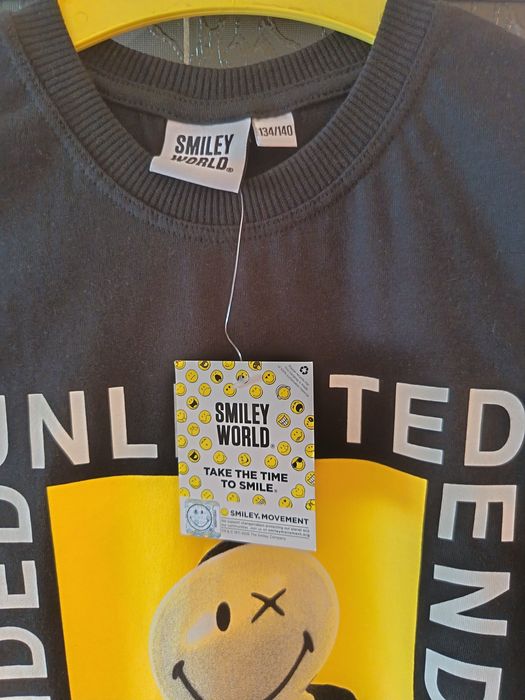 SMILEY
WORLD®
134/140
SMILEY
WORLD®
TAKE THE TIME
TO SMILE®
SMILEY® MOVEMENT
UNL
TED
DED
END